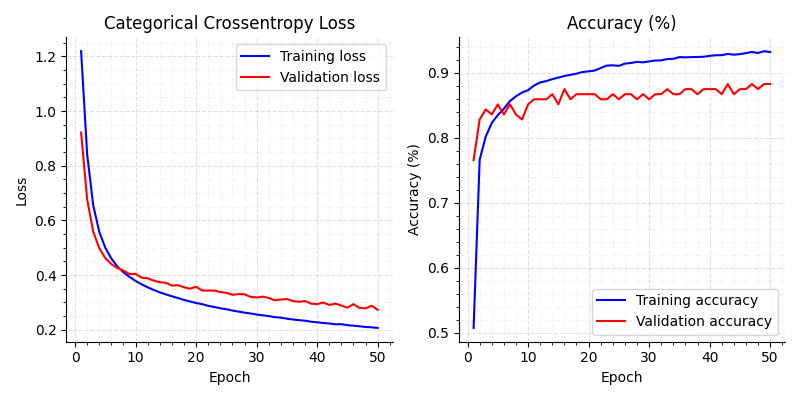 Categorical Crossentropy Loss
Training loss
Validation loss
1.2
1.0
0.8
0.6
0.4
0.2
Loss
0 10 20 30 40 50
Epoch
Accuracy (%)
0.9
0.8
0.7
0.6
0.5
Accuracy (%)
Training accuracy
Validation accuracy
0 10 20 30 40 50
Epoch